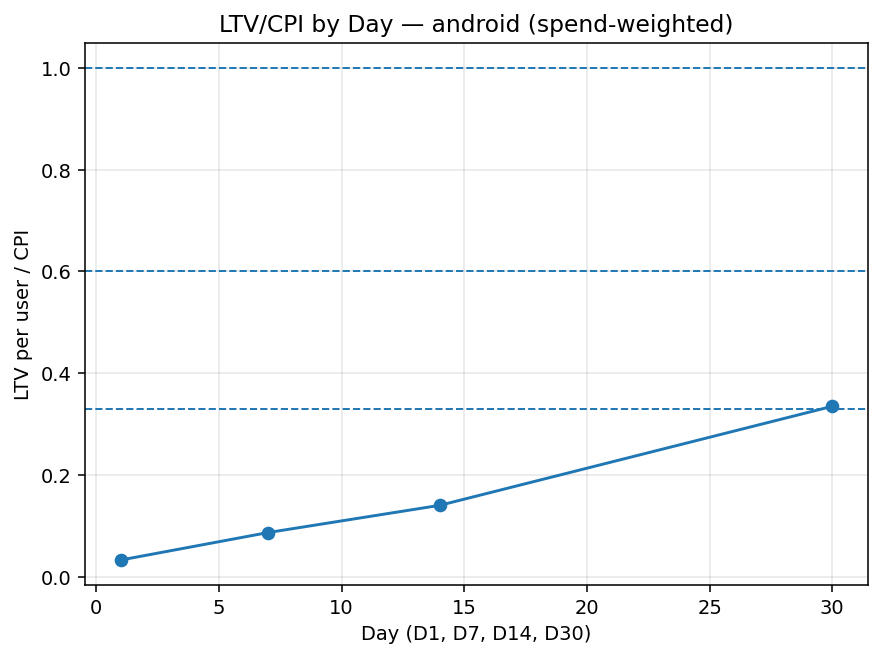 LTV/CPI by Day — android (spend-weighted)
LTV per user / CPI
1.0
0.8
0.6
0.4
0.2
0.0
0 5 10 15 20 25 30
Day (D1, D7, D14, D30)